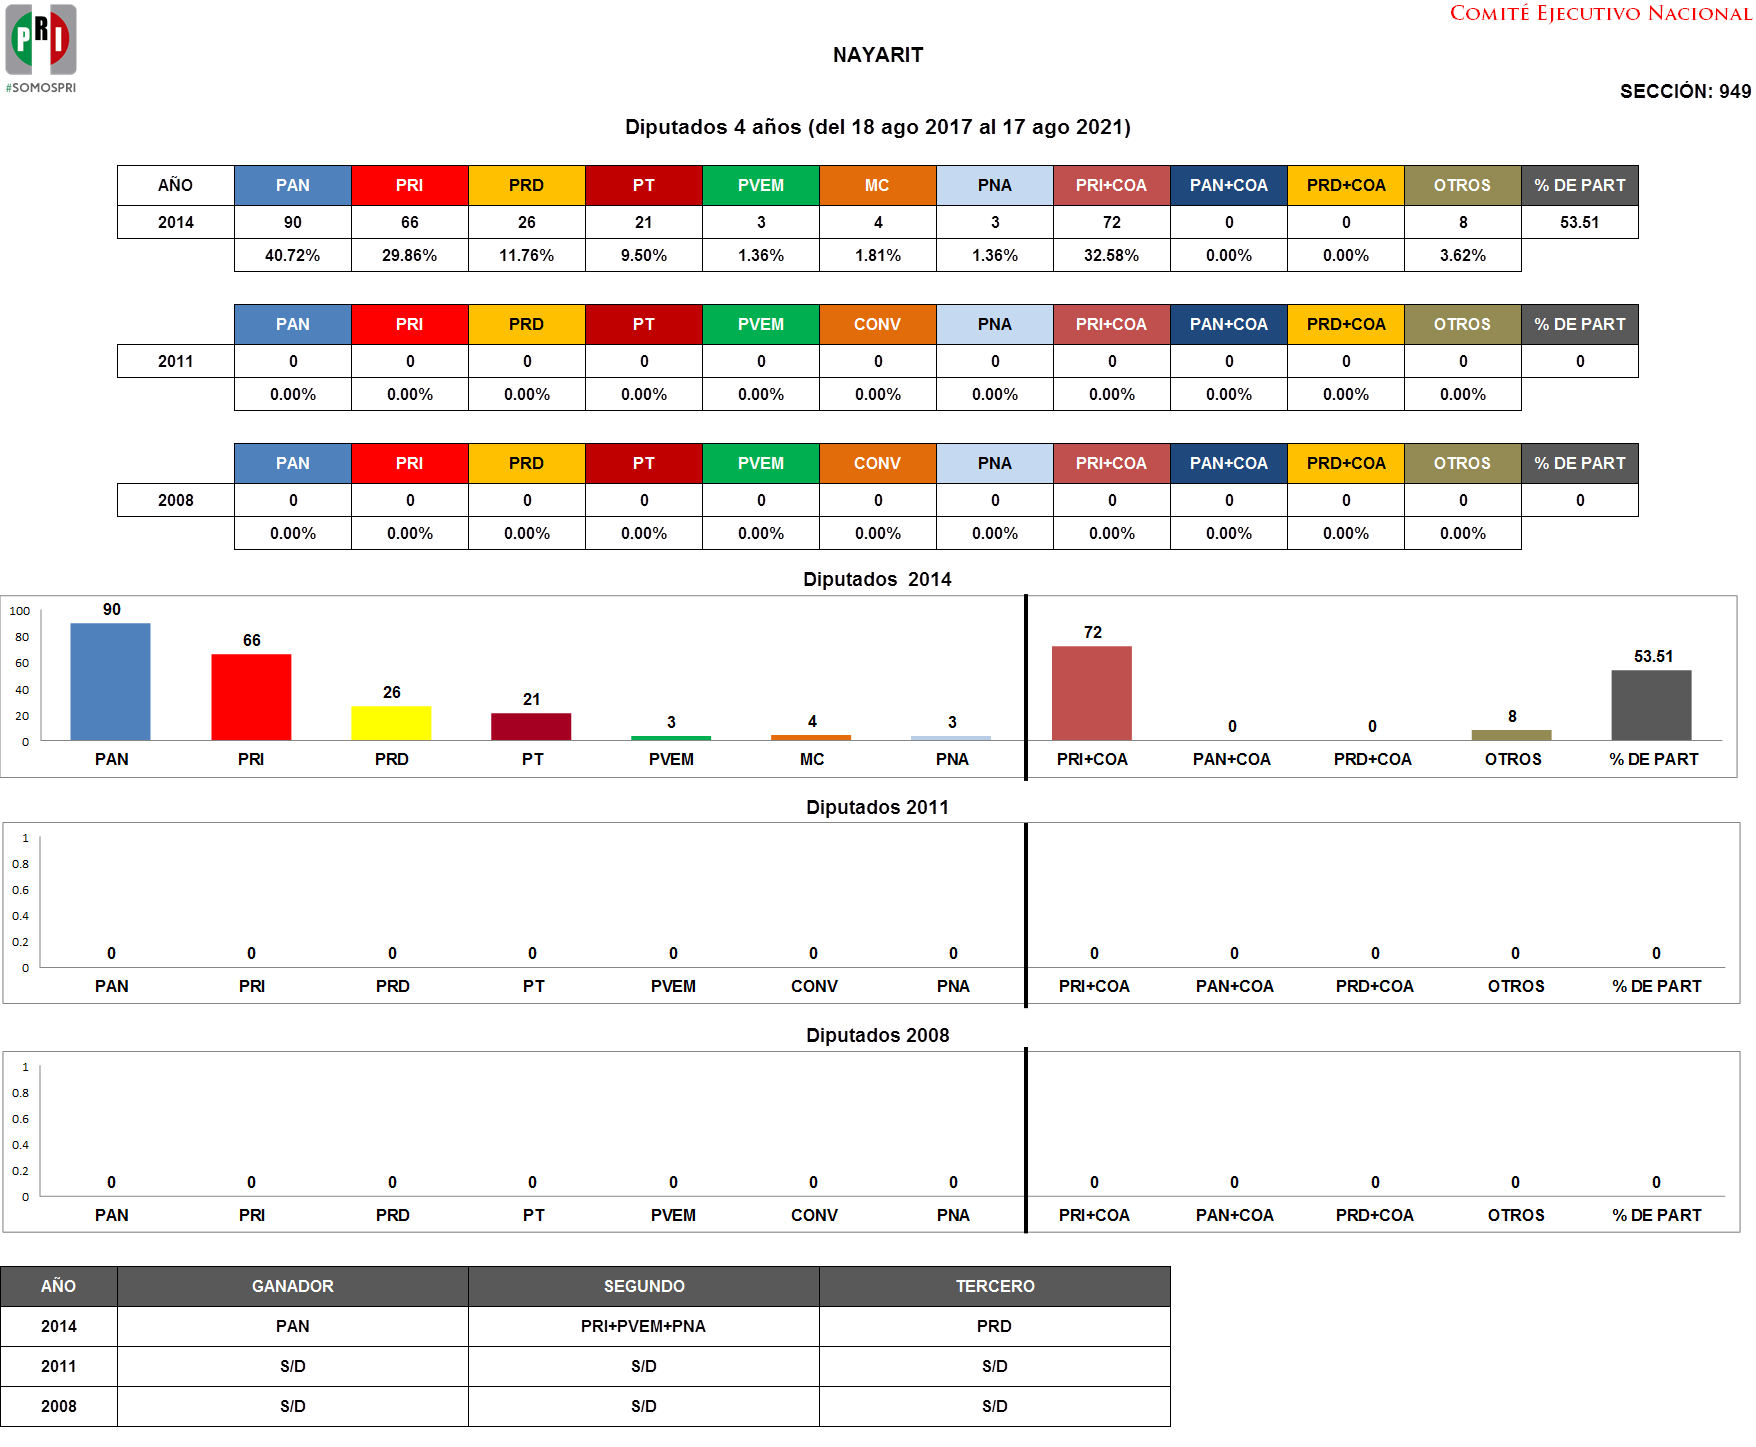 PRI
#SOMOSPRI
COMITÉ EJECUTIVO NACIONAL
NAYARIT
SECCIÓN: 949
Diputados 4 años (del 18 ago 2017 al 17 ago 2021)
AÑO PAN PRI PRD PT PVEM MC PNA PRI+COA PAN+COA PRD+COA OTROS % DE PART
2014 90 66 26 21 3 4 3 72 0 0 8 53.51
40.72% 29.86% 11.76% 9.50% 1.36% 1.81% 1.36% 32.58% 0.00% 0.00% 3.62%
PAN PRI PRD PT PVEM CONV PNA PRI+COA PAN+COA PRD+COA OTROS % DE PART
2011 0 0 0 0 0 0 0 0 0 0 0 0
0.00% 0.00% 0.00% 0.00% 0.00% 0.00% 0.00% 0.00% 0.00% 0.00% 0.00%
PAN PRI PRD PT PVEM CONV PNA PRI+COA PAN+COA PRD+COA OTROS % DE PART
2008 0 0 0 0 0 0 0 0 0 0 0 0
0.00% 0.00% 0.00% 0.00% 0.00% 0.00% 0.00% 0.00% 0.00% 0.00% 0.00%
Diputados 2014
100
80
60
40
20
0
90 66 26 21 3 4 3 72 0 0 8 53.51
PAN PRI PRD PT PVEM MC PNA PRI+COA PAN+COA PRD+COA OTROS % DE PART
Diputados 2011
1
0.8
0.6
0.4
0.2
0
0 0 0 0 0 0 0 0 0 0 0 0
PAN PRI PRD PT PVEM CONV PNA PRI+COA PAN+COA PRD+COA OTROS % DE PART
Diputados 2008
1
0.8
0.6
0.4
0.2
0
0 0 0 0 0 0 0 0 0 0 0 0
PAN PRI PRD PT PVEM CONV PNA PRI+COA PAN+COA PRD+COA OTROS % DE PART
AÑO GANADOR SEGUNDO TERCERO
2014 PAN PRI+PVEM+PNA PRD
2011 S/D S/D S/D
2008 S/D S/D S/D